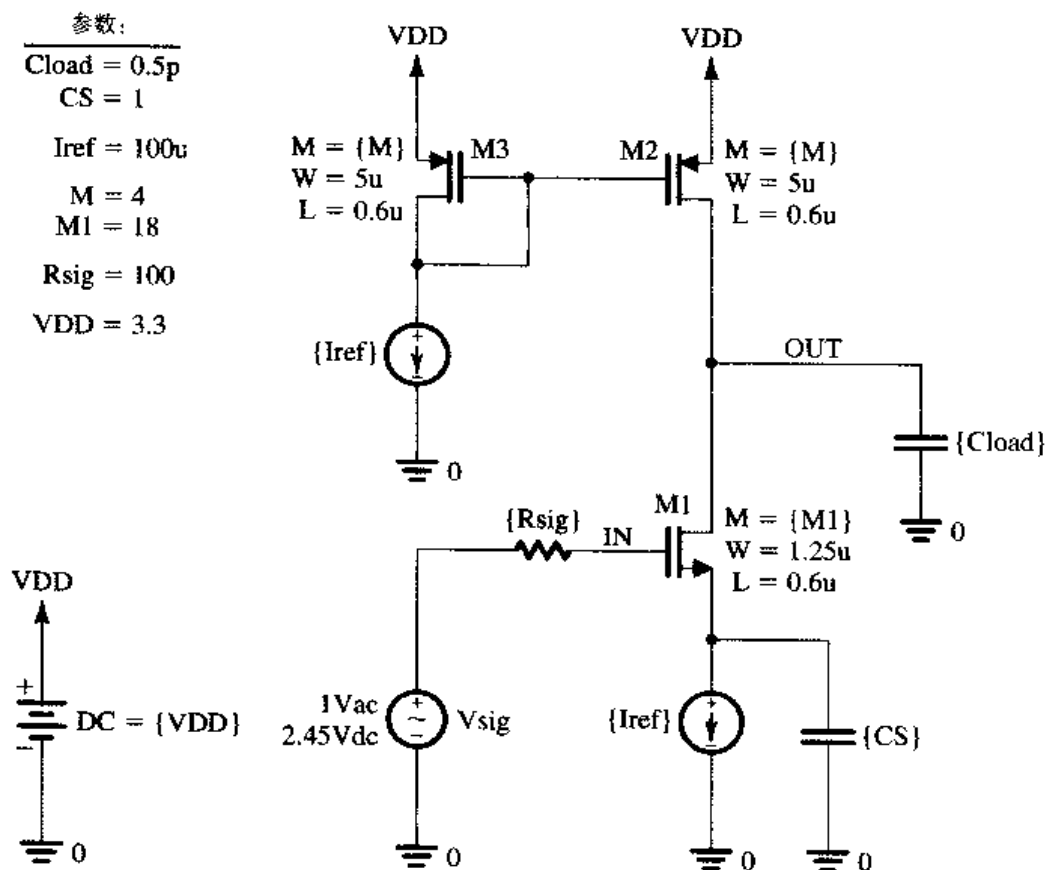 参数:
Cload = 0.5p
CS = 1
Iref = 100u
M = 4
M1 = 18
Rsig = 100
VDD = 3.3
VDD
VDD
M = {M}
W = 5u
L = 0.6u
M3
M2
M = {M}
W = 5u
L = 0.6u
{Iref}
+
-
0
OUT
{Cload}
0
{Rsig}
IN
M1
M = {M1}
W = 1.25u
L = 0.6u
VDD
+
-
DC = {VDD}
0
1Vac
2.45Vdc
+
~
-
Vsig
0
{Iref}
+
-
0
{CS}
0